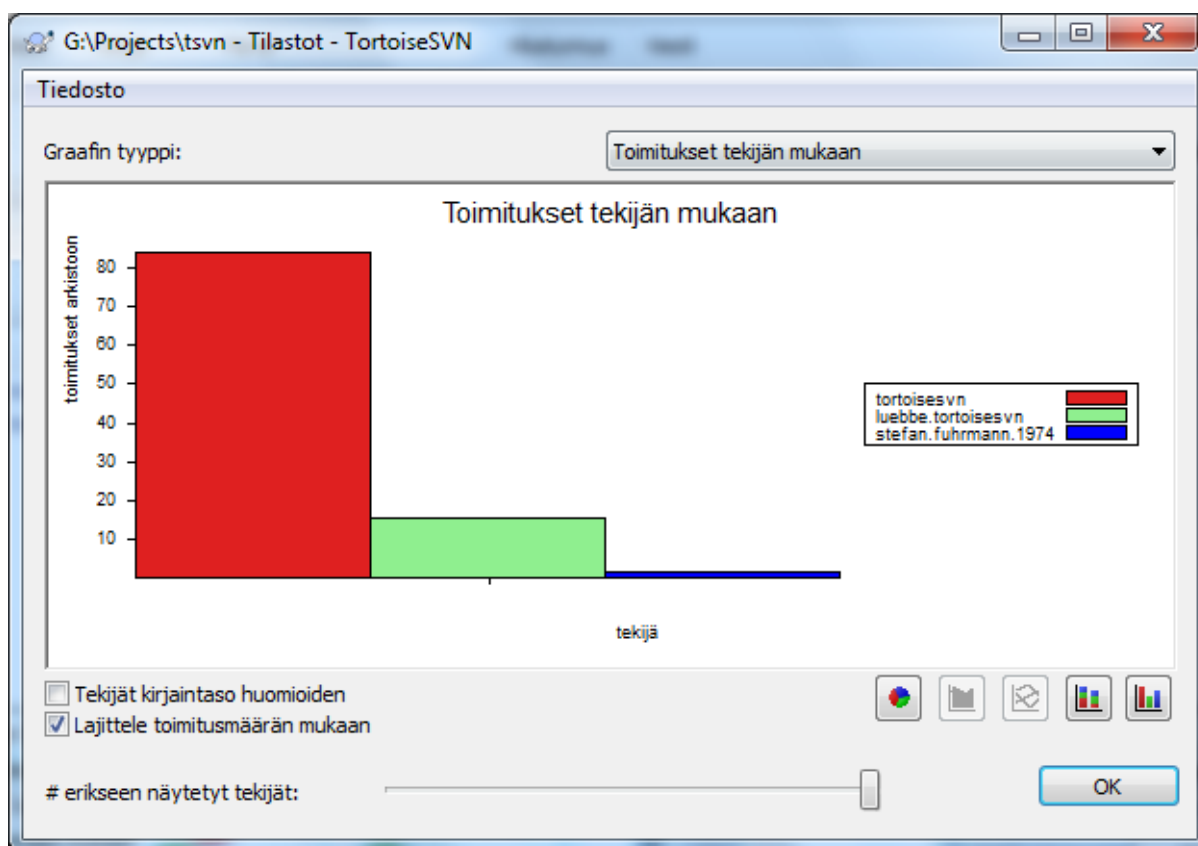 G:\Projects\tsvn - Tilastot - TortoiseSVN
Tiedosto
Graafin tyyppi:
Toimitukset tekijän mukaan
Toimitukset tekijän mukaan
toimitukset arkistoon
80
70
60
50
40
30
20
10
tortoisesvn
luebbe.tortoisesvn
stefan.fuhrmann.1974
tekijä
Tekijät kirjaintaso huomioiden
Lajittele toimitusmäärän mukaan
# erikseen näytetyt tekijät:
OK